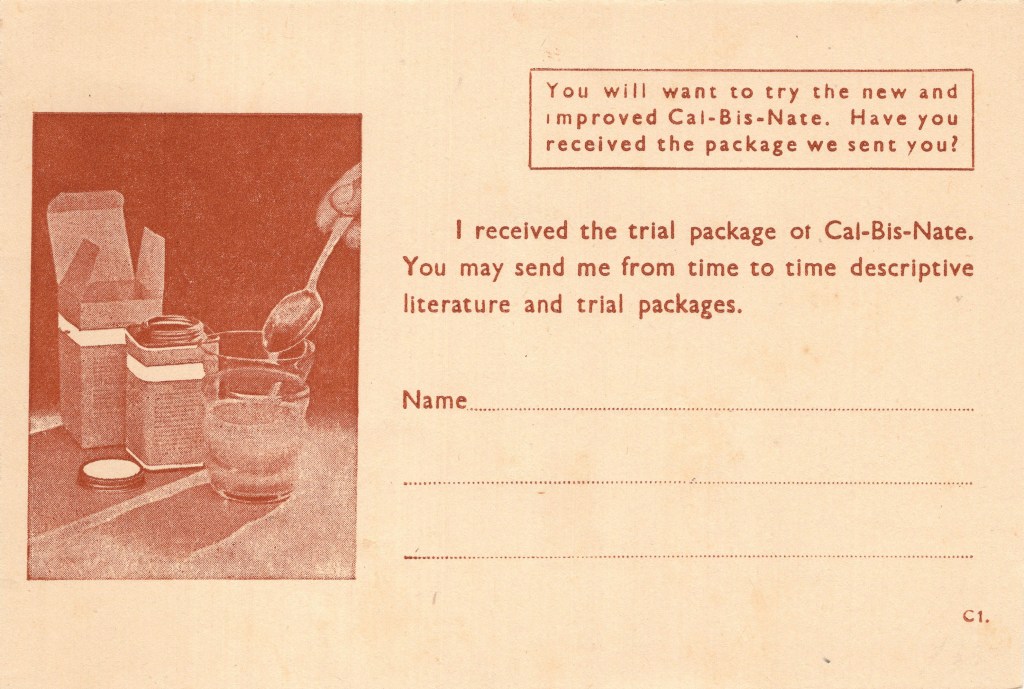 You will want to try the new and
improved Cal-Bis-Nate. Have you
received the package we sent you?
I received the trial package of Cal-Bis-Nate.
You may send me from time to time descriptive
literature and trial packages.
Name
C1.